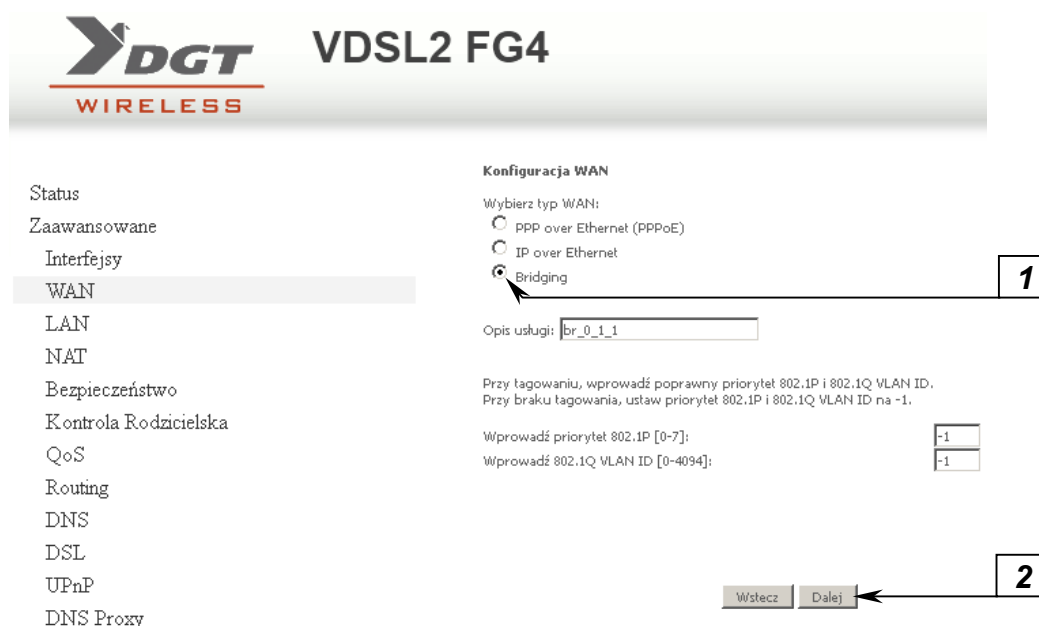 DGT
WIRELESS
VDSL2 FG4
Status
Zaawansowane
Interfejsy
WAN
LAN
NAT
Bezpieczeństwo
Kontrola Rodzicielska
QoS
Routing
DNS
DSL
UPnP
DNS Proxy
Konfiguracja WAN
Wybierz typ WAN:
PPP over Ethernet (PPPoE)
IP over Ethernet
Bridging
1
Opis usługi: br_0_1_1
Przy tagowaniu, wprowadź poprawny priorytet 802.1P i 802.1Q VLAN ID.
Przy braku tagowania, ustaw priorytet 802.1P i 802.1Q VLAN ID na -1.
Wprowadź priorytet 802.1P [0-7]: -1
Wprowadź 802.1Q VLAN ID [0-4094]: -1
Wstecz Dalej 2